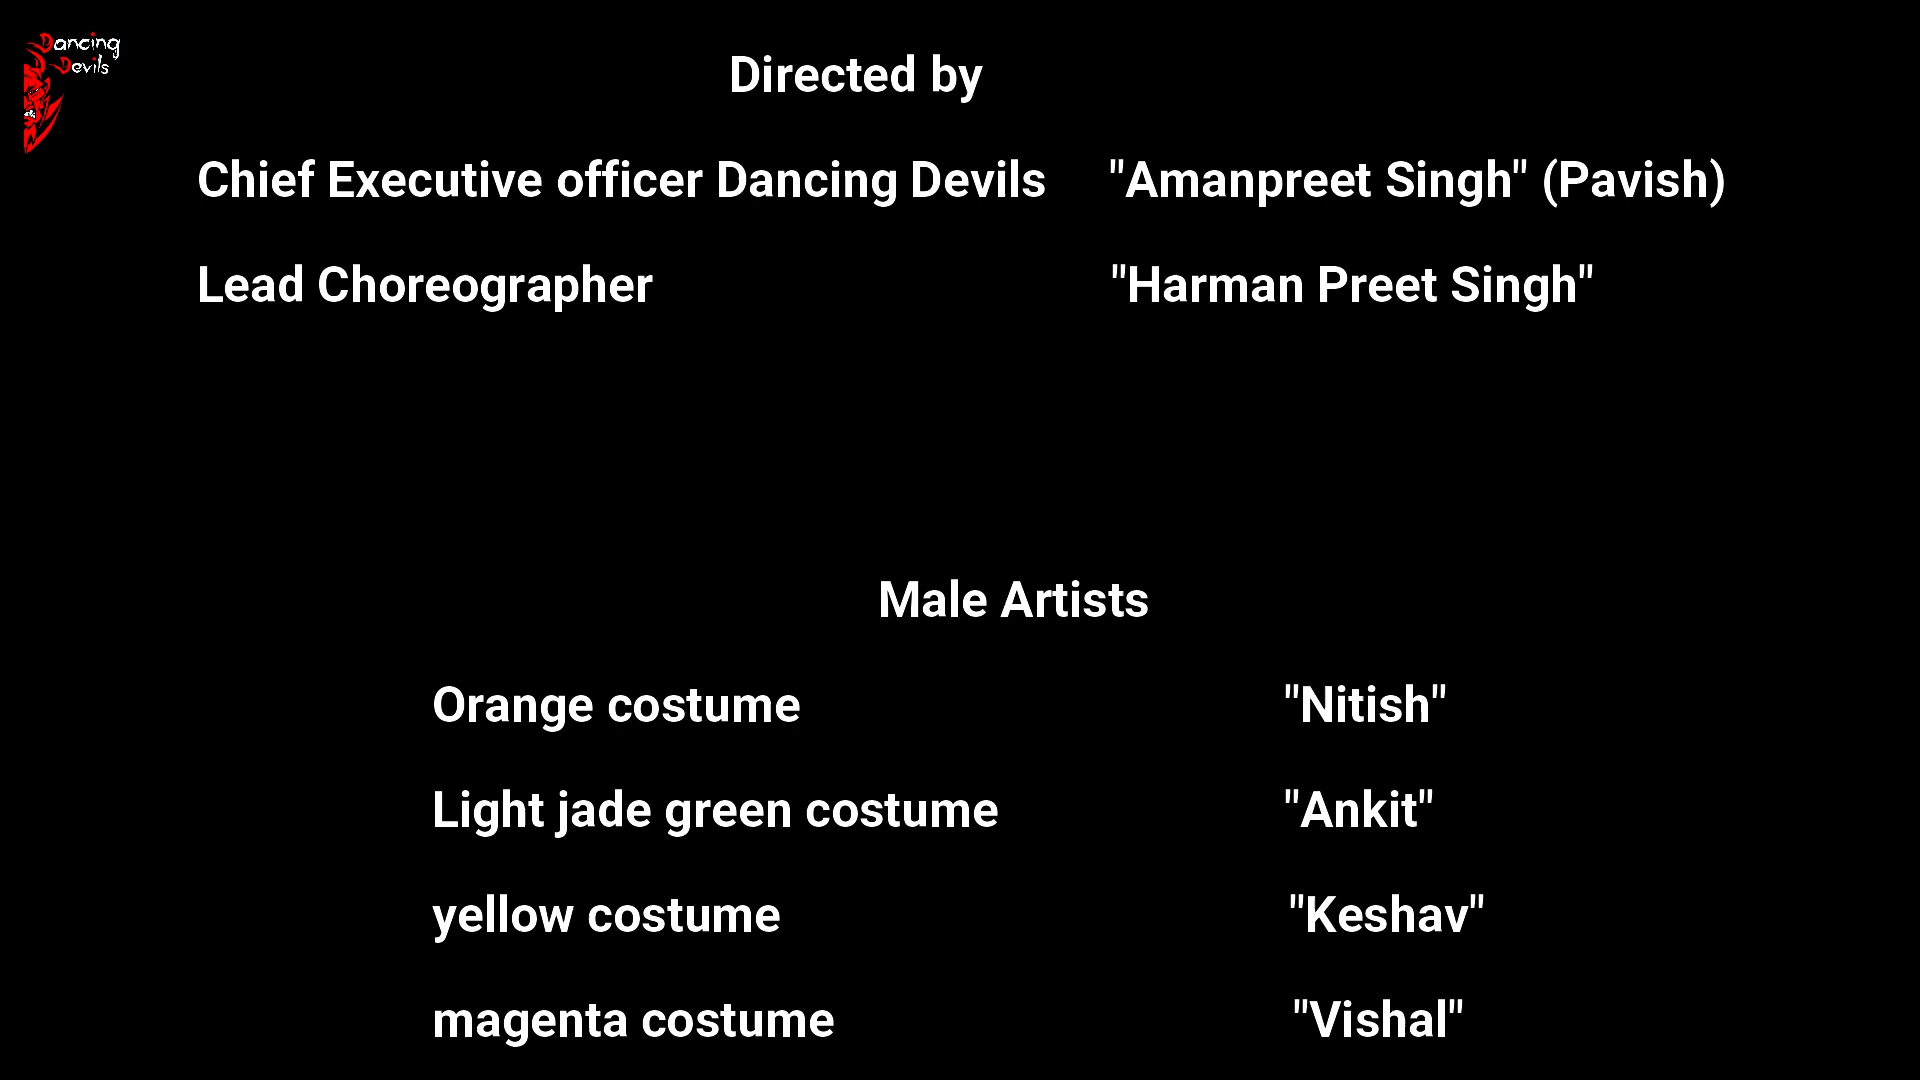 Dancing
Devils
Directed by
Chief Executive officer Dancing Devils "Amanpreet Singh" (Pavish)
Lead Choreographer "Harman Preet Singh"
Male Artists
Orange costume "Nitish"
Light jade green costume "Ankit"
yellow costume "Keshav"
magenta costume "Vishal"